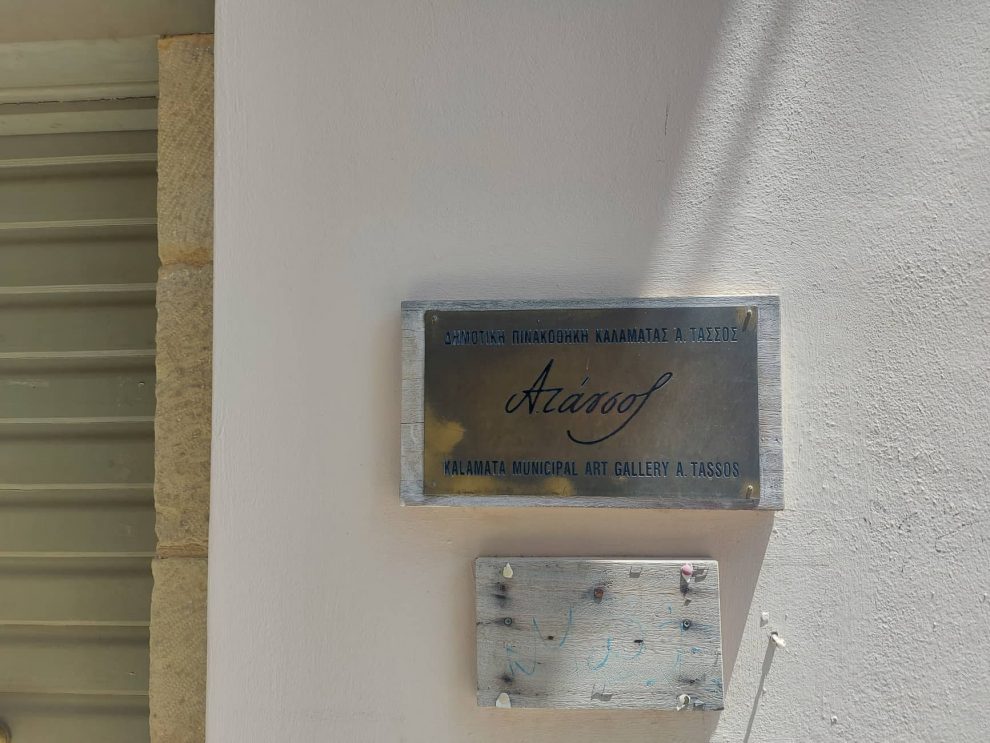 ΔΗΜΟΤΙΚΗ ΠΙΝΑΚΟΘΗΚΗ ΚΑΛΑΜΑΤΑΣ Α. ΤΑΣΣΟΣ
Α. τάσσος
KALAMATA MUNICIPAL ART GALLERY A. TASSOS